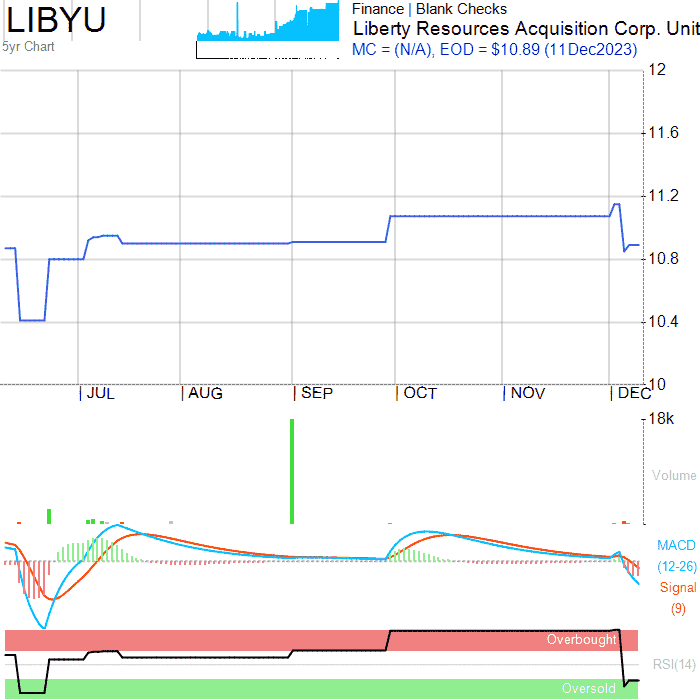 LIBYU
5yr Chart
Finance | Blank Checks
Liberty Resources Acquisition Corp. Unit
MC = (N/A), EOD = $10.89 (11Dec2023)
12
11.6
11.2
10.8
10.4
10
JUL AUG SEP OCT NOV DEC
18k
Volume
MACD
(12-26)
Signal
(9)
Overbought
RSI(14)
Oversold